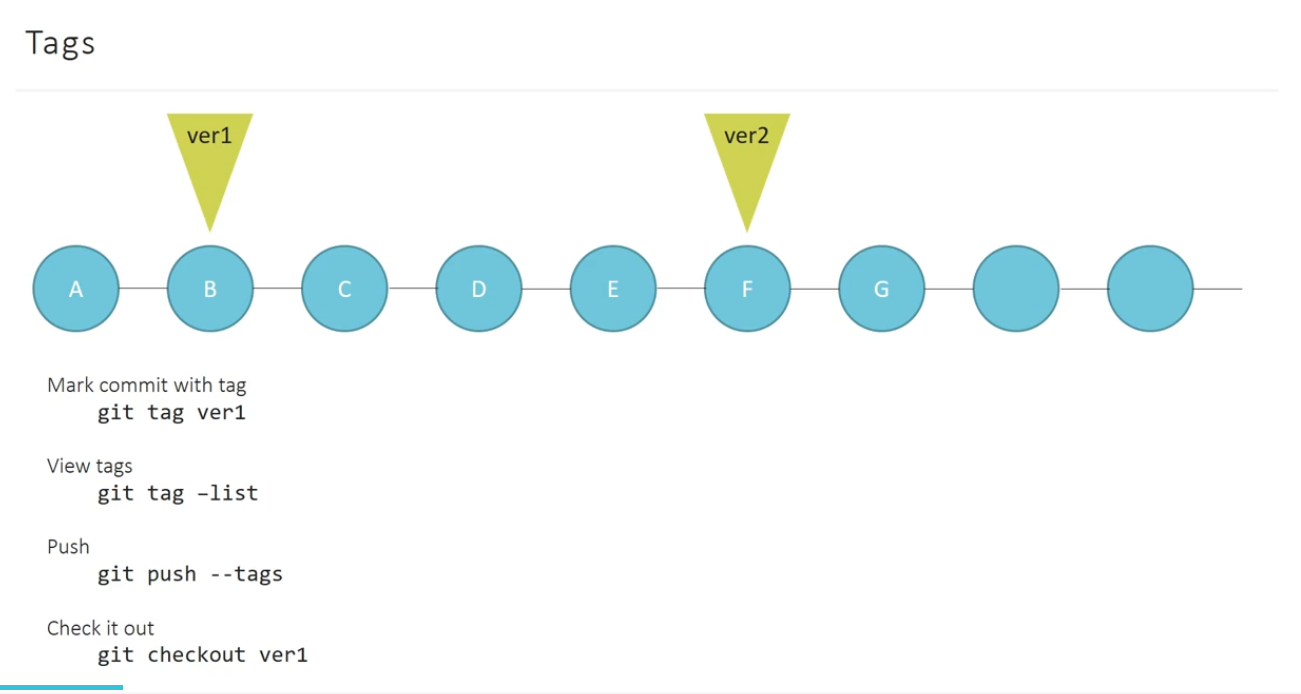 Tags
ver1
ver2
A
B
C
D
E
F
G
Mark commit with tag
git tag ver1
View tags
git tag –list
Push
git push --tags
Check it out
git checkout ver1